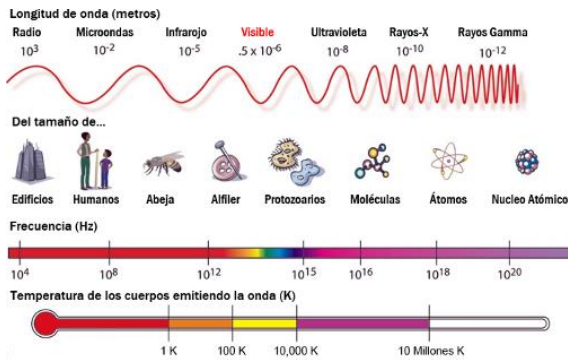 Longitud de onda (metros)
Radio Microondas Infrarojo Visible Ultravioleta Rayos-X Rayos Gamma
10³ 10⁻² 10⁻⁵ .5 x 10⁻⁶ 10⁻⁸ 10⁻¹⁰ 10⁻¹²
Del tamaño de...
Edificios Humanos Abeja Alfiler Protozoarios Moléculas Átomos Nucleo Atómico
Frecuencia (Hz)
10⁴ 10⁸ 10¹² 10¹⁵ 10¹⁶ 10¹⁸ 10²⁰
Temperatura de los cuerpos emitiendo la onda (K)
1 K 100 K 10,000 K 10 Millones K